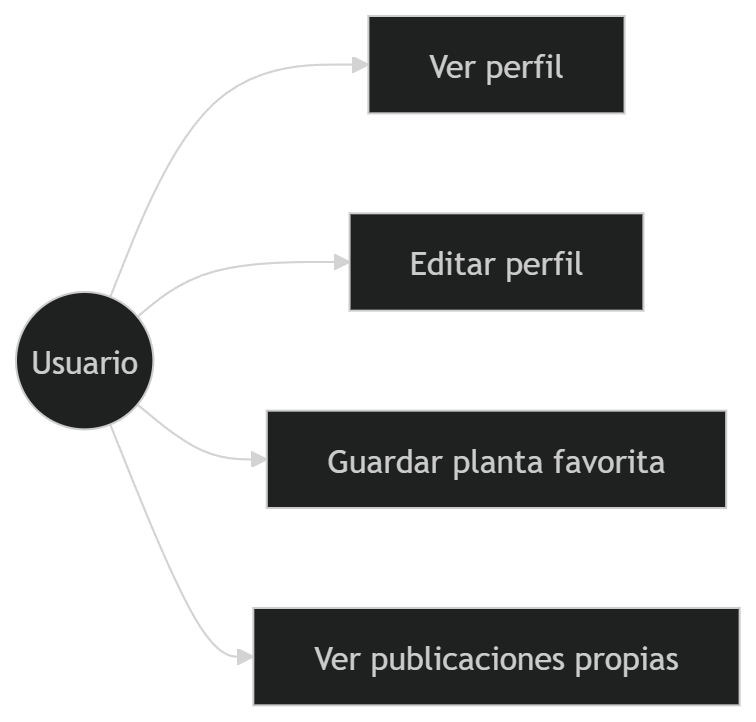 Ver perfil
Editar perfil
Usuario
Guardar planta favorita
Ver publicaciones propias